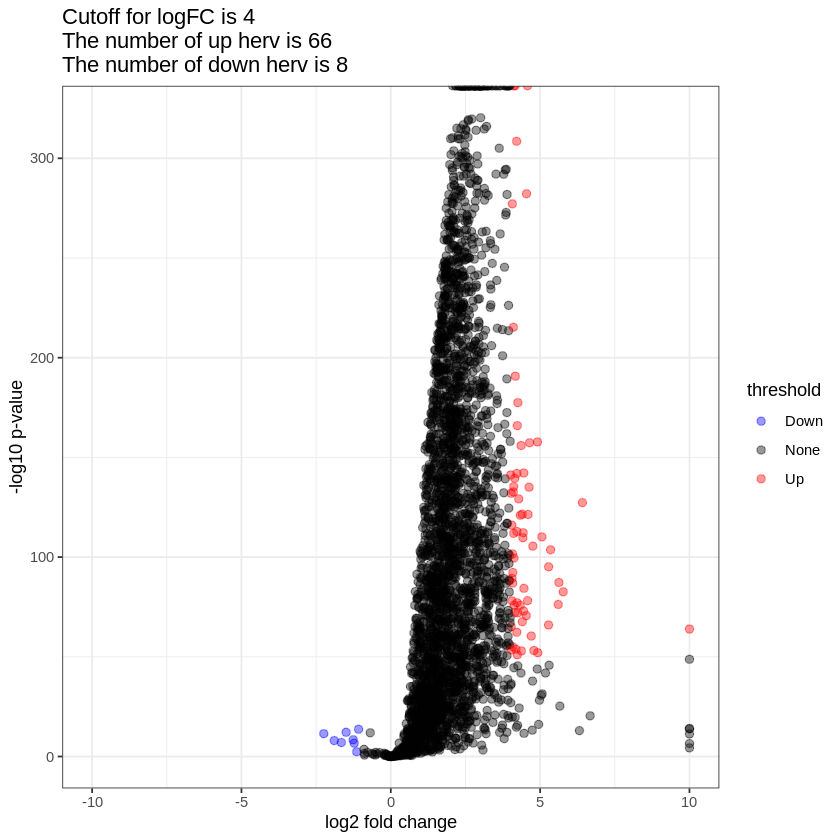 Cutoff for logFC is 4
The number of up herv is 66
The number of down herv is 8
300
200
100
0
-log10 p-value
-10
-5
0
5
10
log2 fold change
threshold
Down
None
Up